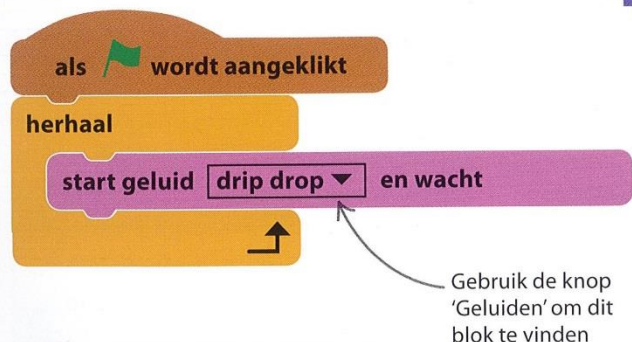 als wordt aangeklikt
herhaal
start geluid drip drop en wacht
Gebruik de knop
'Geluiden' om dit
blok te vinden